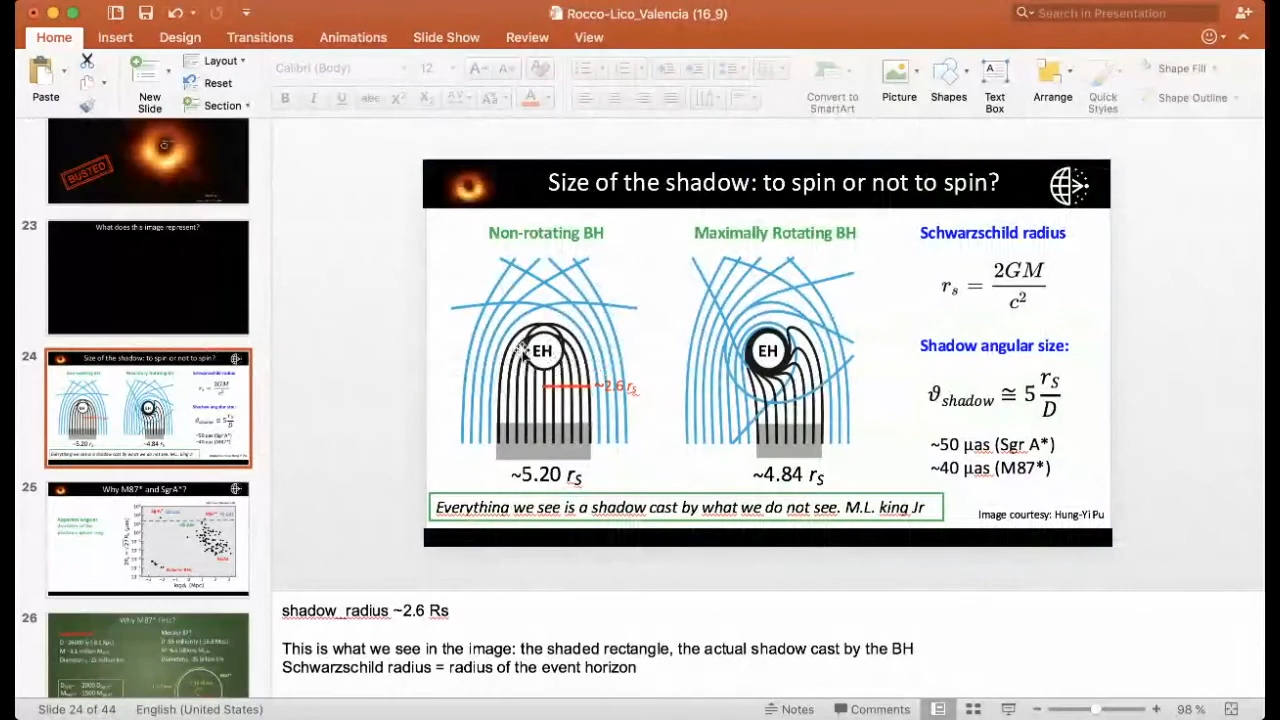 Rocco-Lico_Valencia (16_9)
Search in Presentation
Home Insert Design Transitions Animations Slide Show Review View
Paste
New Slide
Layout
Reset
Section
Calibri (Body) 12
B I U abc X² X₂ AV Aa A
Convert to SmartArt
Picture
Shapes
Text Box
Arrange
Quick Styles
Shape Fill
Shape Outline
BUSTED
23
What does this image represent?
24
Size of the shadow: to spin or not to spin?
25
Why M87* and SgrA*?
26
Why M87* first?
Size of the shadow: to spin or not to spin?
Non-rotating BH
Maximally Rotating BH
EH
EH
~2.6 rs
~5.20 rs
~4.84 rs
Schwarzschild radius
r_s = 2GM/c²
Shadow angular size:
ϑ_shadow ≅ 5 r_S/D
~50 μas (Sgr A*)
~40 μas (M87*)
Everything we see is a shadow cast by what we do not see. M.L. king Jr
Image courtesy: Hung-Yi Pu
shadow_radius ~2.6 Rs
This is what we see in the image: the shaded rectangle, the actual shadow cast by the BH
Schwarzschild radius = radius of the event horizon
Slide 24 of 44 English (United States) Notes Comments 98 %